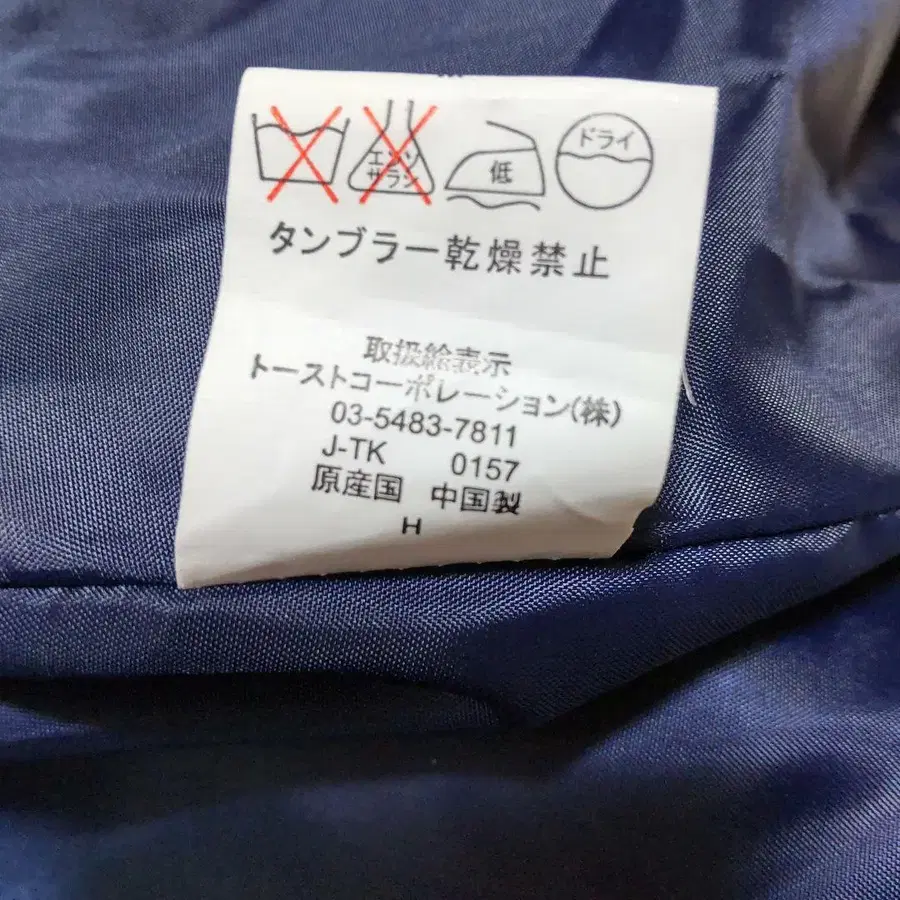 エンソ
サラシ
低
ドライ
タンブラー乾燥禁止
取扱絵表示
トーストコーポレーション(株)
03-5483-7811
J-TK 0157
原産国 中国製
H